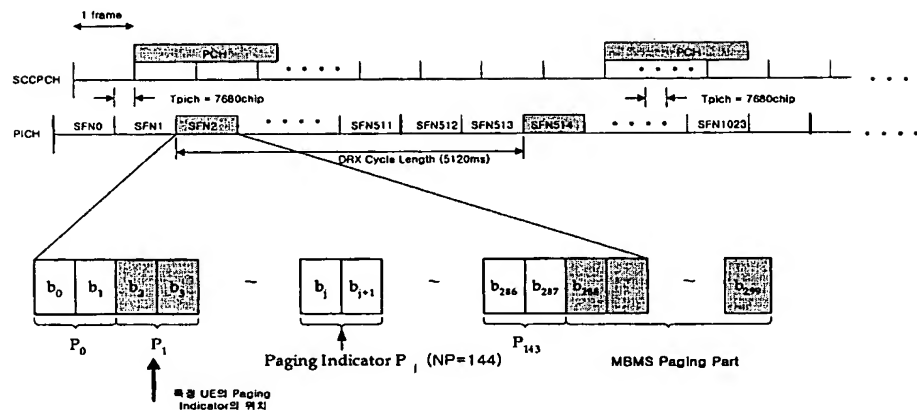 1 frame
PCH
PCH
SCCPCH
Tpich = 7680chip
Tpich = 7680chip
PICH
SFN0
SFN1
SFN2
SFN511
SFN512
SFN513
SFN514
SFN1023
DRX Cycle Length (5120ms)
b0
b1
b2
b3
~
bj
bj+1
~
b286
b287
b288
~
b299
P0
P1
Paging Indicator Pj (NP=144)
P143
MBMS Paging Part
특정 UE의 Paging
Indicator의 위치